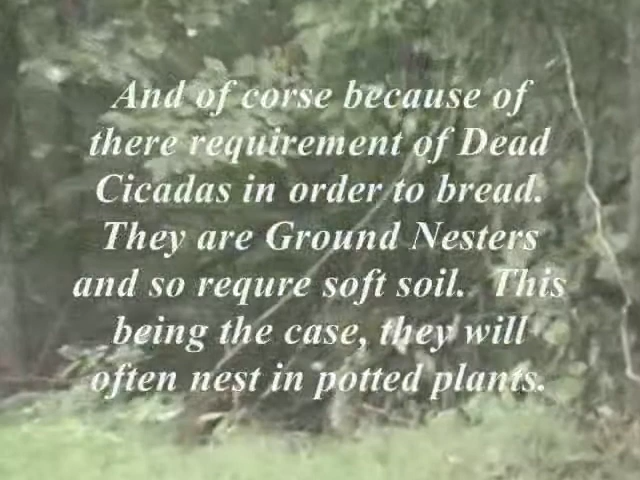 And of corse because of
there requirement of Dead
Cicadas in order to bread.
They are Ground Nesters
and so requre soft soil.  This
being the case, they will
often nest in potted plants.